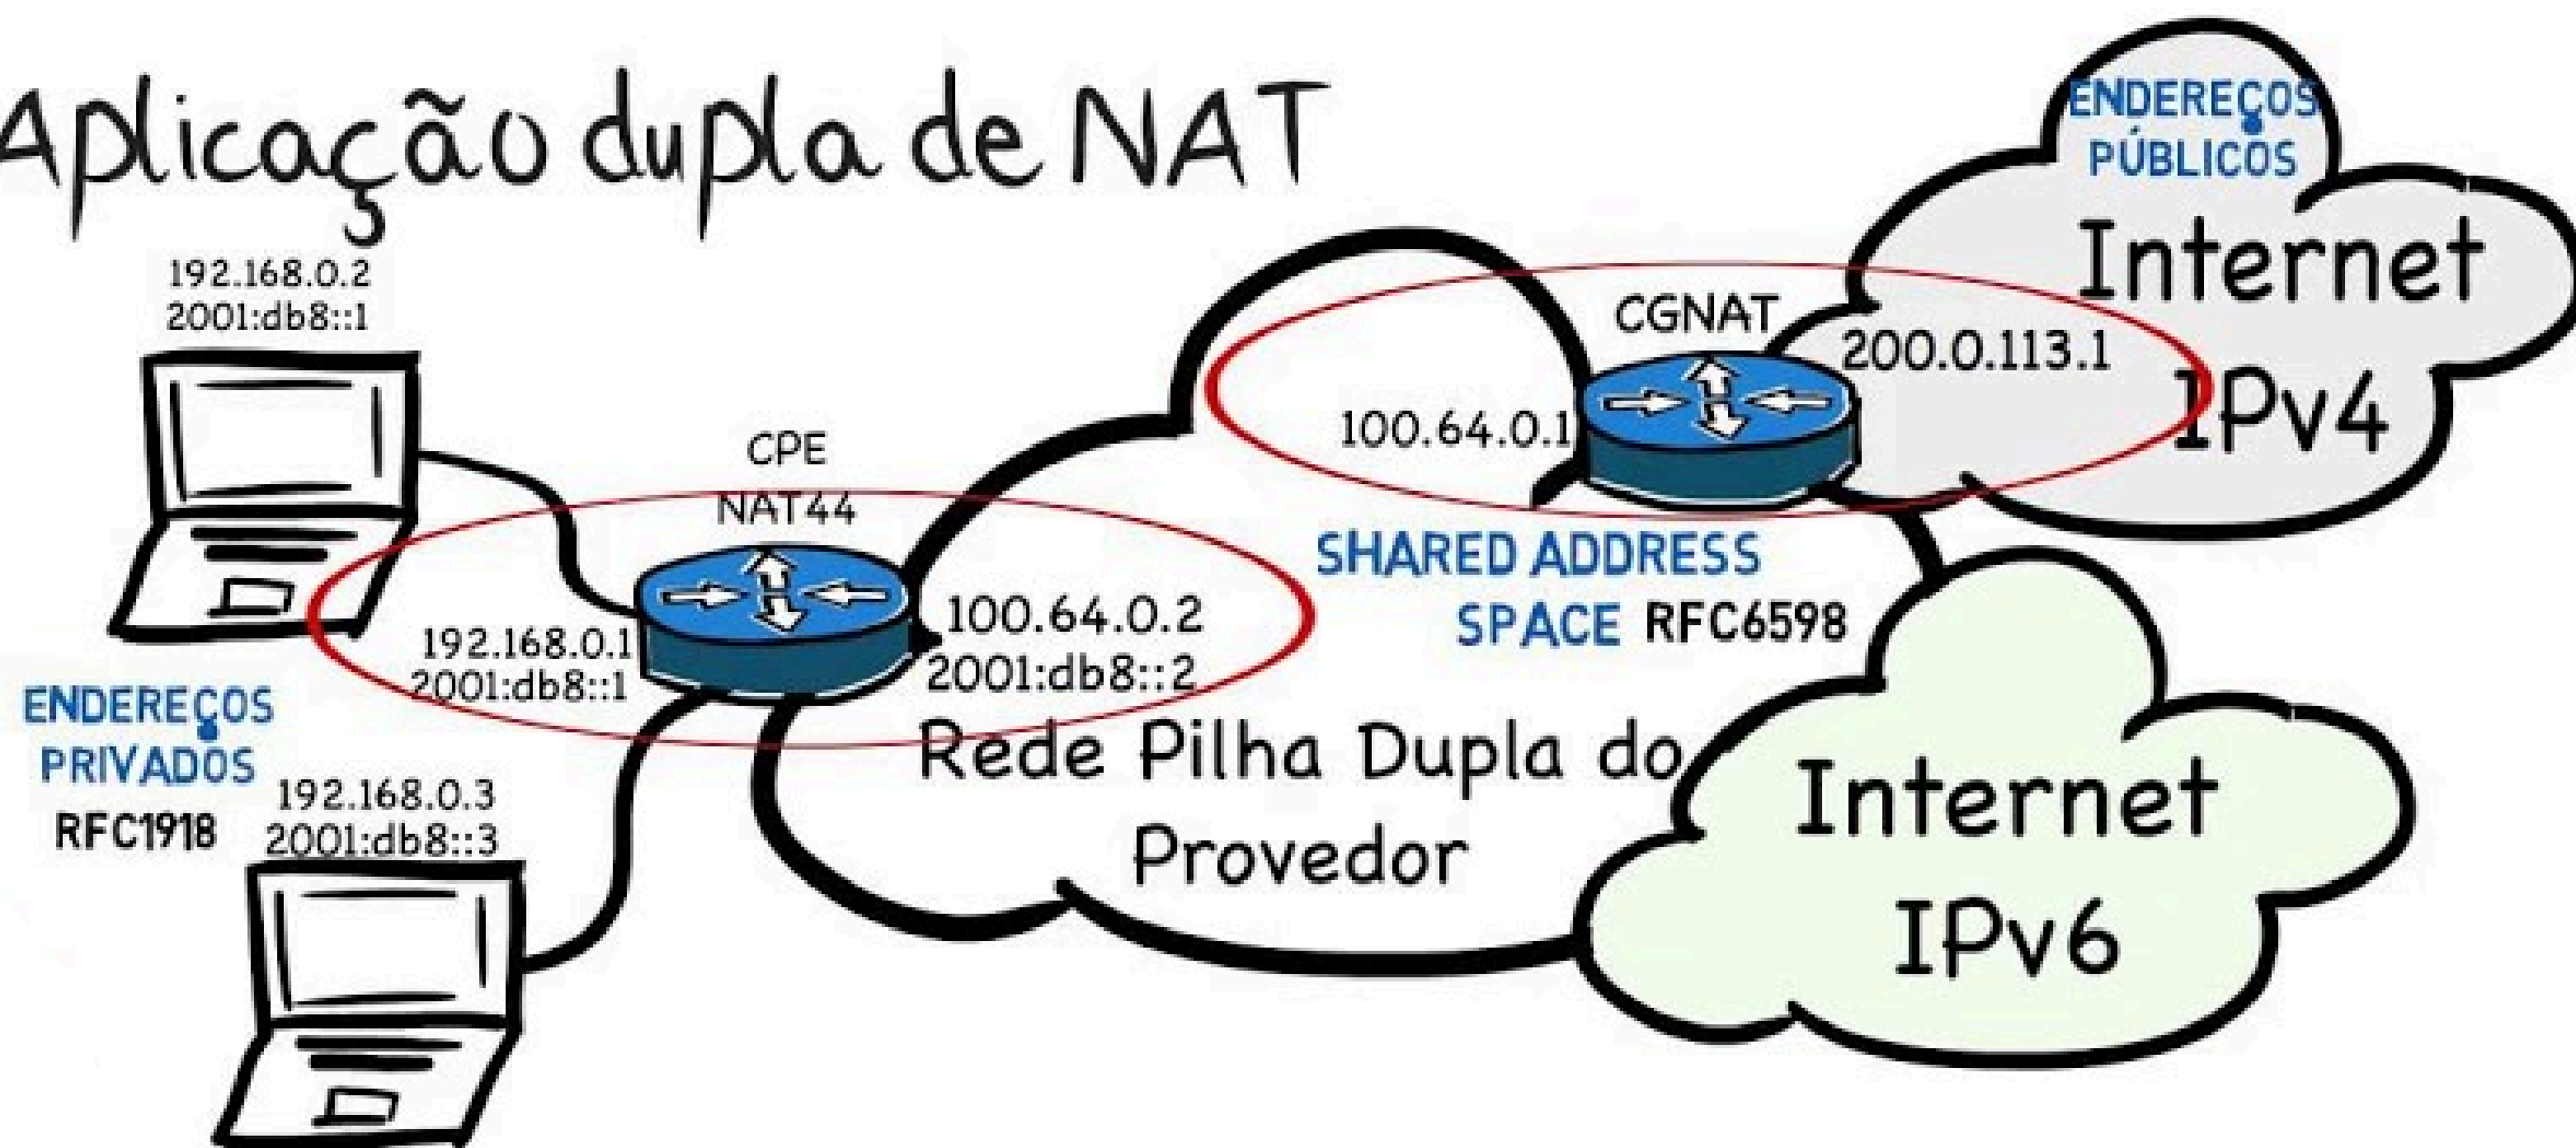 Aplicação dupla de NAT
ENDEREÇOS
PÚBLICOS
Internet
IPv4
192.168.0.2
2001:db8::1
CGNAT
200.0.113.1
100.64.0.1
CPE
NAT44
192.168.0.1
2001:db8::1
100.64.0.2
2001:db8::2
SHARED ADDRESS
SPACE RFC6598
ENDEREÇOS
PRIVADOS
RFC1918
192.168.0.3
2001:db8::3
Rede Pilha Dupla do
Provedor
Internet
IPv6